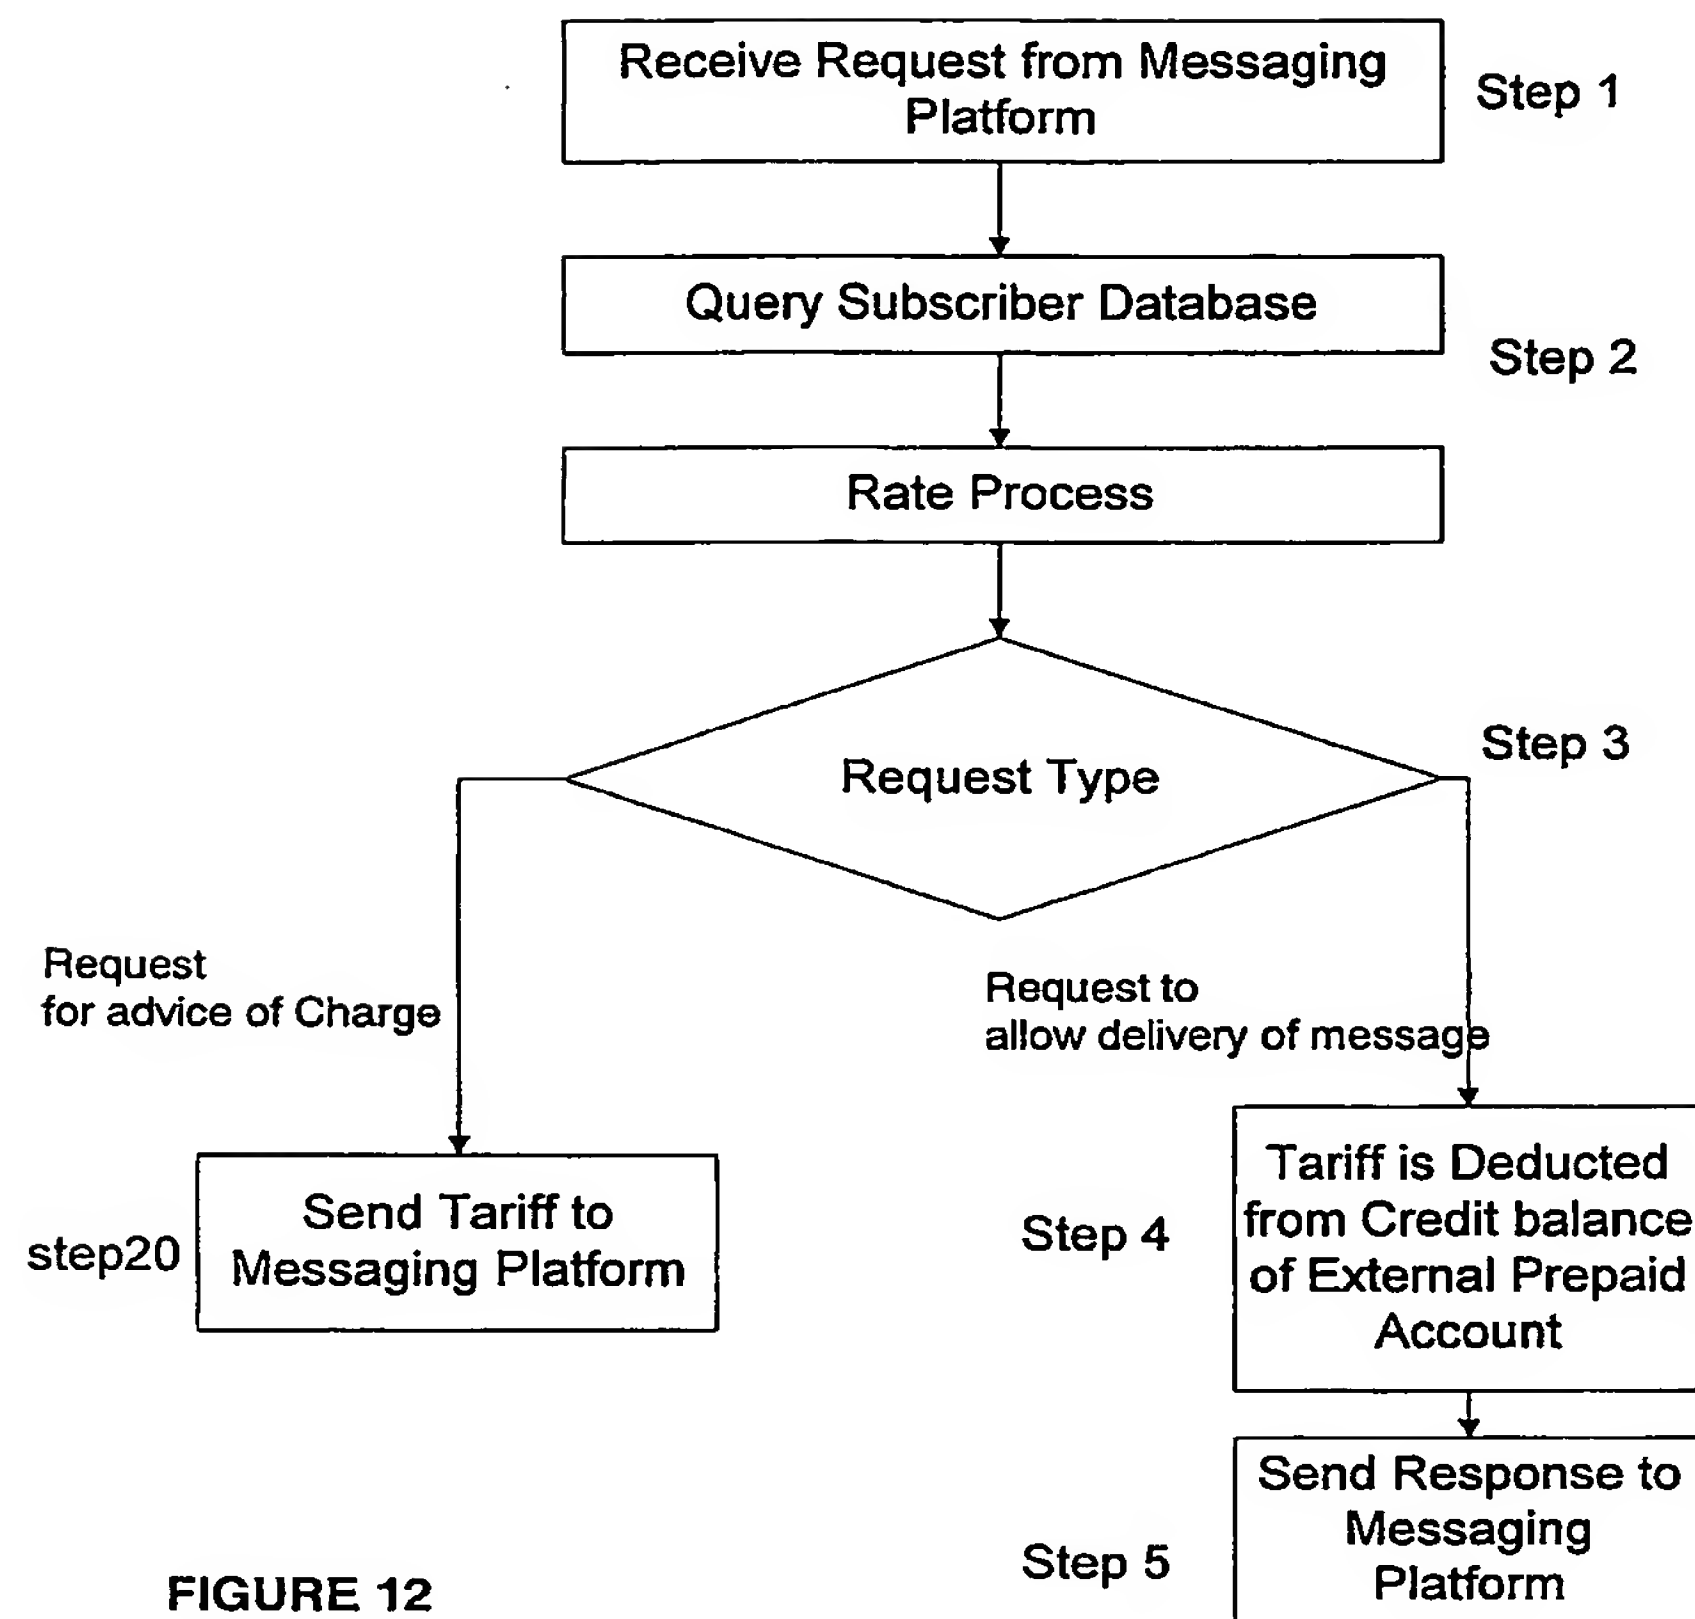 Receive Request from Messaging
Platform
Step 1
Query Subscriber Database
Step 2
Rate Process
Request Type
Step 3
Request
for advice of Charge
Request to
allow delivery of message
Send Tariff to
Messaging Platform
step20
Tariff is Deducted
from Credit balance
of External Prepaid
Account
Step 4
Send Response to
Messaging
Platform
Step 5
FIGURE 12